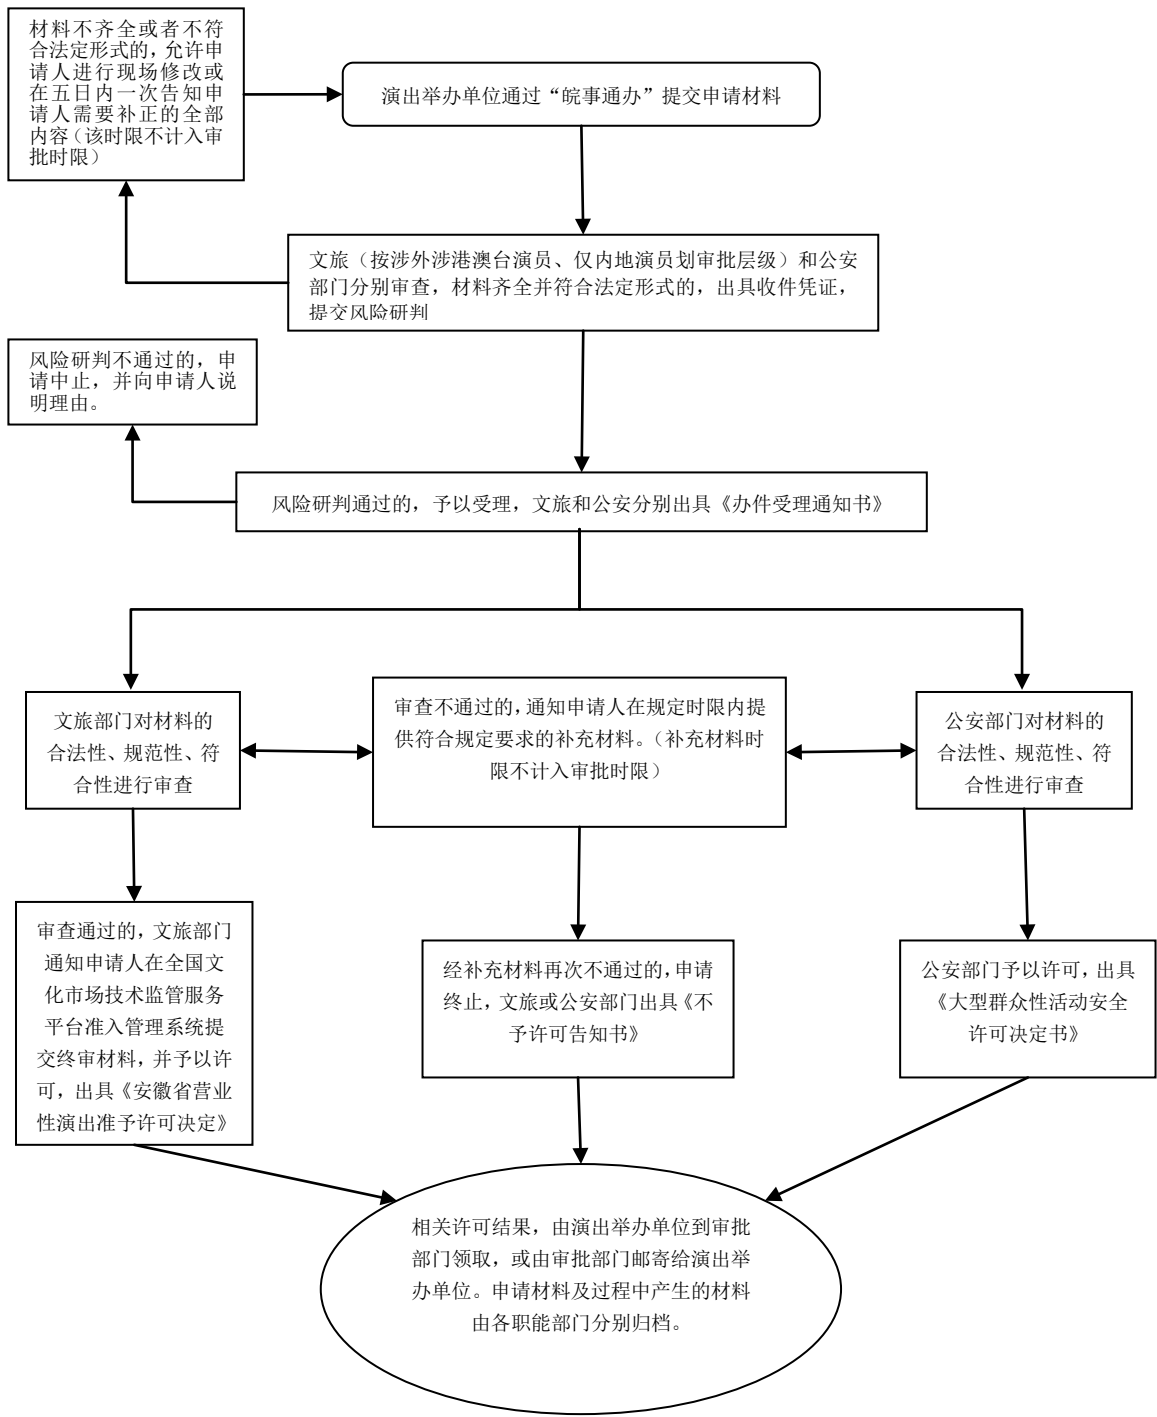 材料不齐全或者不符
合法定形式的，允许申
请人进行现场修改或
在五日内一次告知申
请人需要补正的全部
内容（该时限不计入审
批时限）
演出举办单位通过“皖事通办”提交申请材料
文旅（按涉外涉港澳台演员、仅内地演员划审批层级）和公安
部门分别审查，材料齐全并符合法定形式的，出具收件凭证，
提交风险研判
风险研判不通过的，申
请中止，并向申请人说
明理由。
风险研判通过的，予以受理，文旅和公安分别出具《办件受理通知书》
文旅部门对材料的
合法性、规范性、符
合性进行审查
审查不通过的，通知申请人在规定时限内提
供符合规定要求的补充材料。（补充材料时
限不计入审批时限）
公安部门对材料的
合法性、规范性、符
合性进行审查
审查通过的，文旅部门
通知申请人在全国文
化市场技术监管服务
平台准入管理系统提
交终审材料，并予以许
可，出具《安徽省营业
性演出准予许可决定》
经补充材料再次不通过的，申请
终止，文旅或公安部门出具《不
予许可告知书》
公安部门予以许可，出具
《大型群众性活动安全
许可决定书》
相关许可结果，由演出举办单位到审批
部门领取，或由审批部门邮寄给演出举
办单位。申请材料及过程中产生的材料
由各职能部门分别归档。